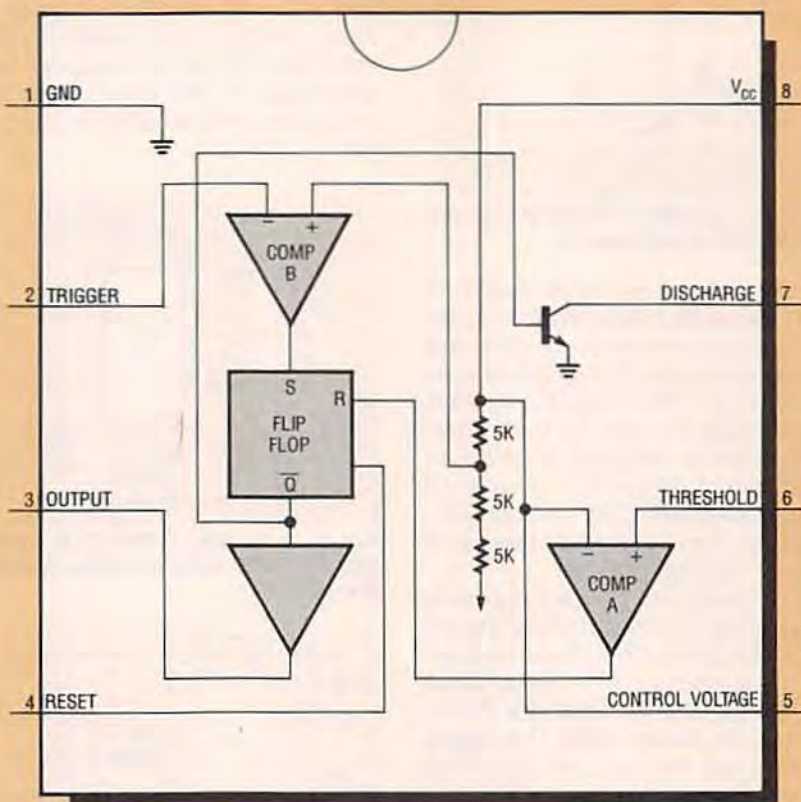 1 GND
V_CC 8
- +
COMP
B
2 TRIGGER
DISCHARGE 7
S
R
FLIP
FLOP
Q̅
5K
3 OUTPUT
5K
THRESHOLD 6
5K
- +
COMP
A
4 RESET
CONTROL VOLTAGE 5